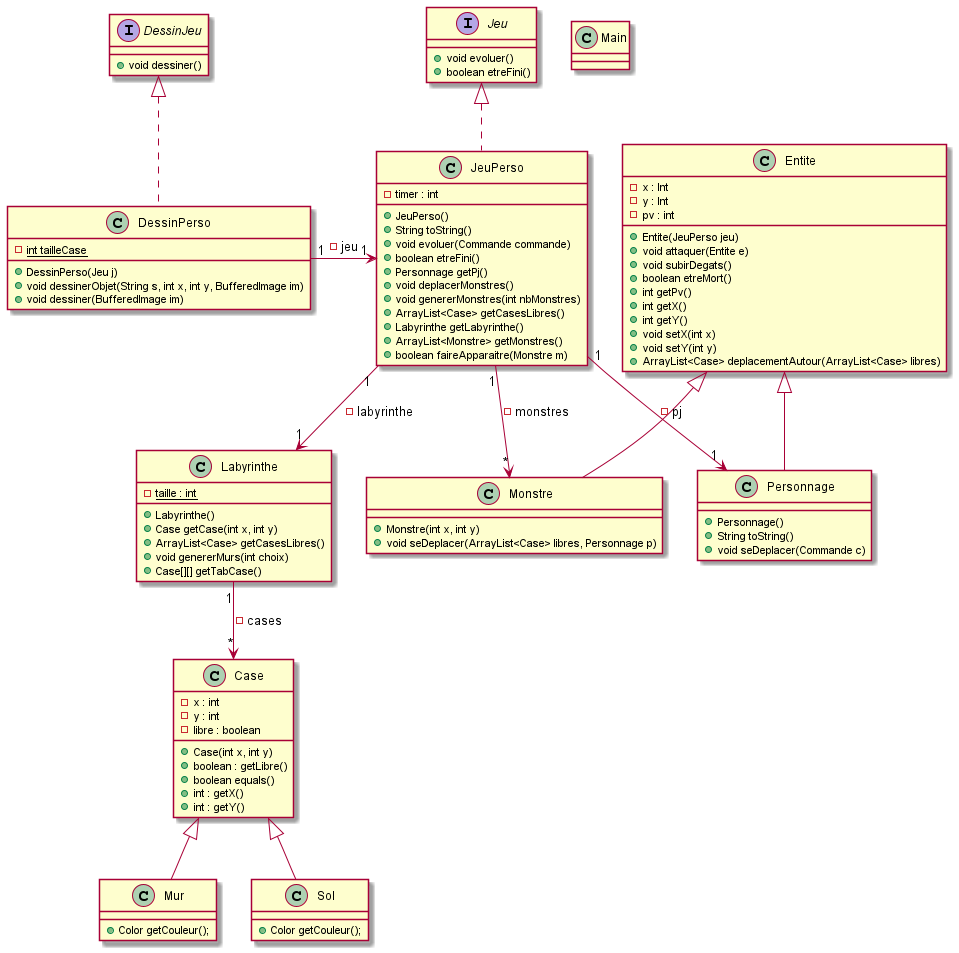 I DessinJeu
void dessiner()
I Jeu
void evoluer()
boolean etreFini()
C Main
C DessinPerso
int tailleCase
DessinPerso(Jeu j)
void dessinerObjet(String s, int x, int y, BufferedImage im)
void dessiner(BufferedImage im)
1 jeu 1
C JeuPerso
timer : int
JeuPerso()
String toString()
void evoluer(Commande commande)
boolean etreFini()
Personnage getPj()
void deplacerMonstres()
void genererMonstres(int nbMonstres)
ArrayList<Case> getCasesLibres()
Labyrinthe getLabyrinthe()
ArrayList<Monstre> getMonstres()
boolean faireApparaitre(Monstre m)
C Entite
x : Int
y : Int
pv : int
Entite(JeuPerso jeu)
void attaquer(Entite e)
void subirDegats()
boolean etreMort()
int getPv()
int getX()
int getY()
void setX(int x)
void setY(int y)
ArrayList<Case> deplacementAutour(ArrayList<Case> libres)
1
labyrinthe
1
1
monstres
*
1
pj
1
C Labyrinthe
taille : int
Labyrinthe()
Case getCase(int x, int y)
ArrayList<Case> getCasesLibres()
void genererMurs(int choix)
Case[][] getTabCase()
C Monstre
Monstre(int x, int y)
void seDeplacer(ArrayList<Case> libres, Personnage p)
C Personnage
Personnage()
String toString()
void seDeplacer(Commande c)
1
cases
*
C Case
x : int
y : int
libre : boolean
Case(int x, int y)
boolean : getLibre()
boolean equals()
int : getX()
int : getY()
C Mur
Color getCouleur();
C Sol
Color getCouleur();